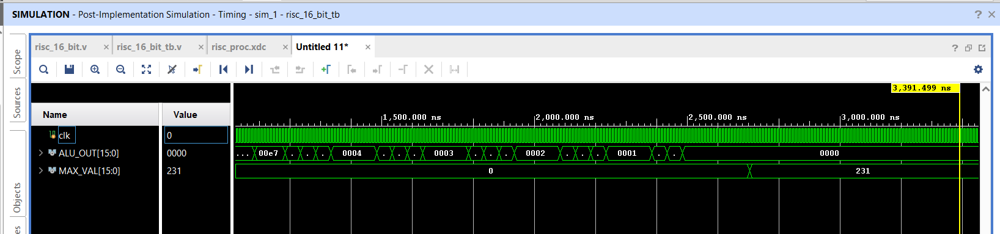 SIMULATION - Post-Implementation Simulation - Timing - sim_1 - risc_16_bit_tb
? ×
risc_16_bit.v × risc_16_bit_tb.v × risc_proc.xdc × Untitled 11* ×
?
Scope
Sources
Objects
es
3,391.499 ns
Name Value
1,500.000 ns 2,000.000 ns 2,500.000 ns 3,000.000 ns
clk 0
ALU_OUT[15:0] 0000 ... 00e7 . . . 0004 . . . 0003 . . . 0002 . . . 0001 . . 0000
MAX_VAL[15:0] 231 0 231